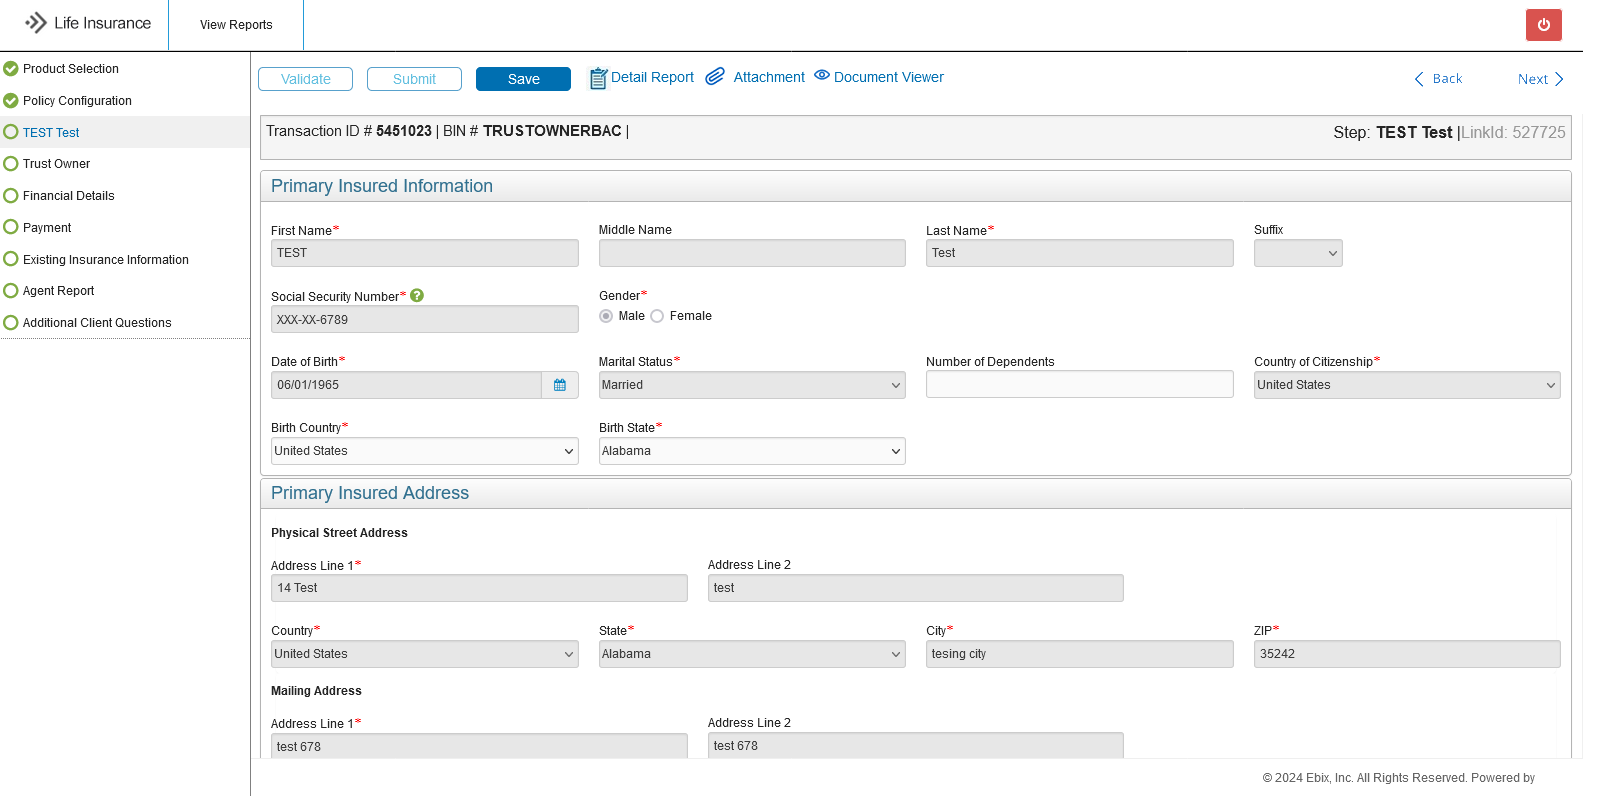 Life Insurance
View Reports
Product Selection
Policy Configuration
TEST Test
Trust Owner
Financial Details
Payment
Existing Insurance Information
Agent Report
Additional Client Questions
Validate Submit Save Detail Report Attachment Document Viewer Back Next
Transaction ID # 5451023 | BIN # TRUSTOWNERBAC |
Step: TEST Test |LinkId: 527725
Primary Insured Information
First Name* Middle Name Last Name* Suffix
TEST Test
Social Security Number* ? Gender*
XXX-XX-6789 Male Female
Date of Birth* Marital Status* Number of Dependents Country of Citizenship*
06/01/1965 Married United States
Birth Country* Birth State*
United States Alabama
Primary Insured Address
Physical Street Address
Address Line 1* Address Line 2
14 Test test
Country* State* City* ZIP*
United States Alabama tesing city 35242
Mailing Address
Address Line 1* Address Line 2
test 678 test 678
© 2024 Ebix, Inc. All Rights Reserved. Powered by